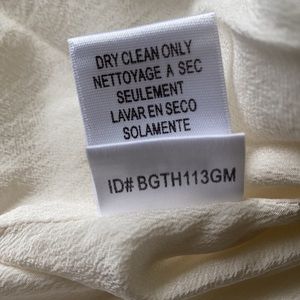 DRY CLEAN ONLY
NETTOYAGE A SEC
SEULEMENT
LAVAR EN SECO
SOLAMENTE
ID# BGTH113GM